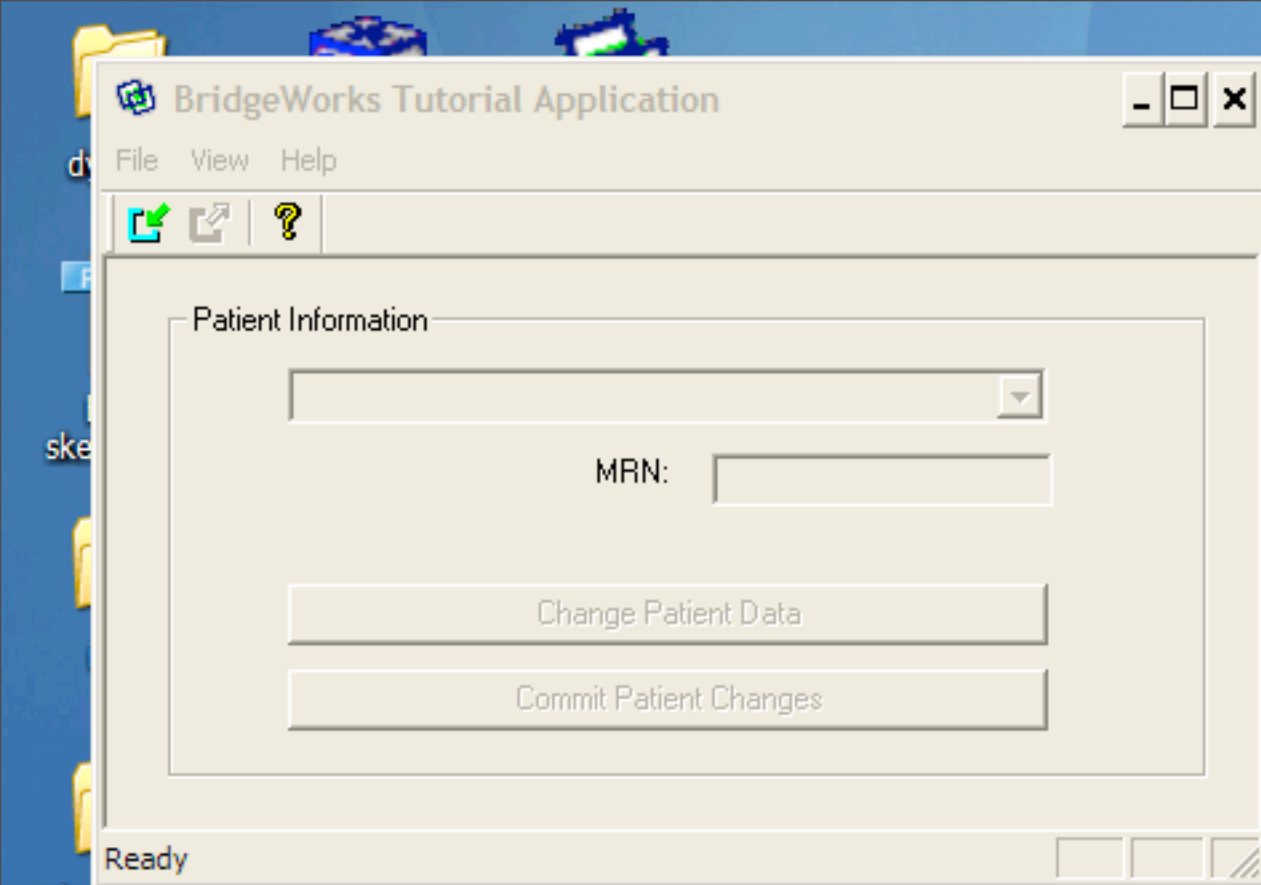 BridgeWorks Tutorial Application
File View Help
Patient Information
MRN:
Change Patient Data
Commit Patient Changes
Ready